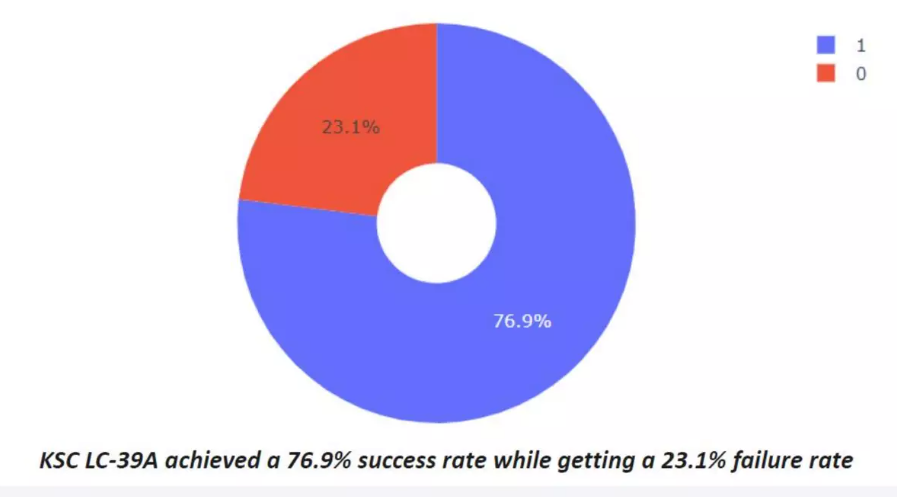 1
0
23.1%
76.9%
KSC LC-39A achieved a 76.9% success rate while getting a 23.1% failure rate